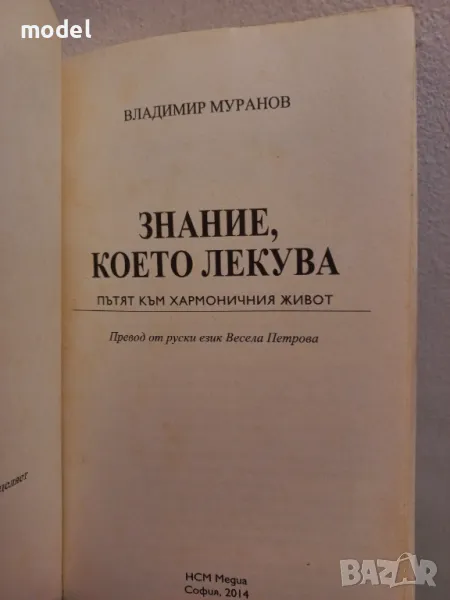 model
ВЛАДИМИР МУРАНОВ
ЗНАНИЕ,
КОЕТО ЛЕКУВА
ПЪТЯТ КЪМ ХАРМОНИЧНИЯ ЖИВОТ
Превод от руски език Весела Петрова
НСМ Медиа
София, 2014
BAZAR